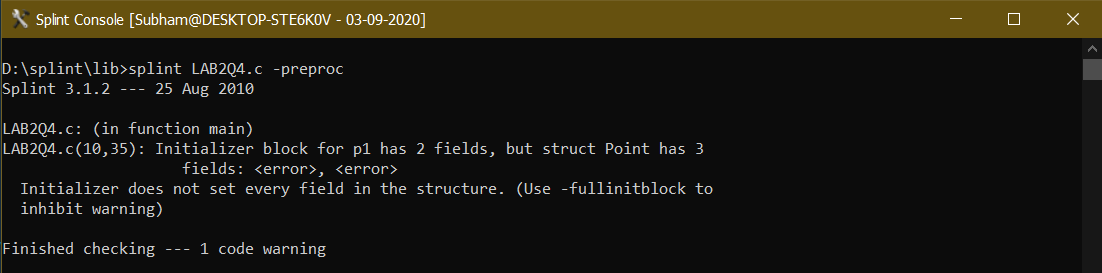 Splint Console [Subham@DESKTOP-STE6K0V - 03-09-2020]
D:\splint\lib>splint LAB2Q4.c -preproc
Splint 3.1.2 --- 25 Aug 2010
LAB2Q4.c: (in function main)
LAB2Q4.c(10,35): Initializer block for p1 has 2 fields, but struct Point has 3
fields: <error>, <error>
Initializer does not set every field in the structure. (Use -fullinitblock to
inhibit warning)
Finished checking --- 1 code warning